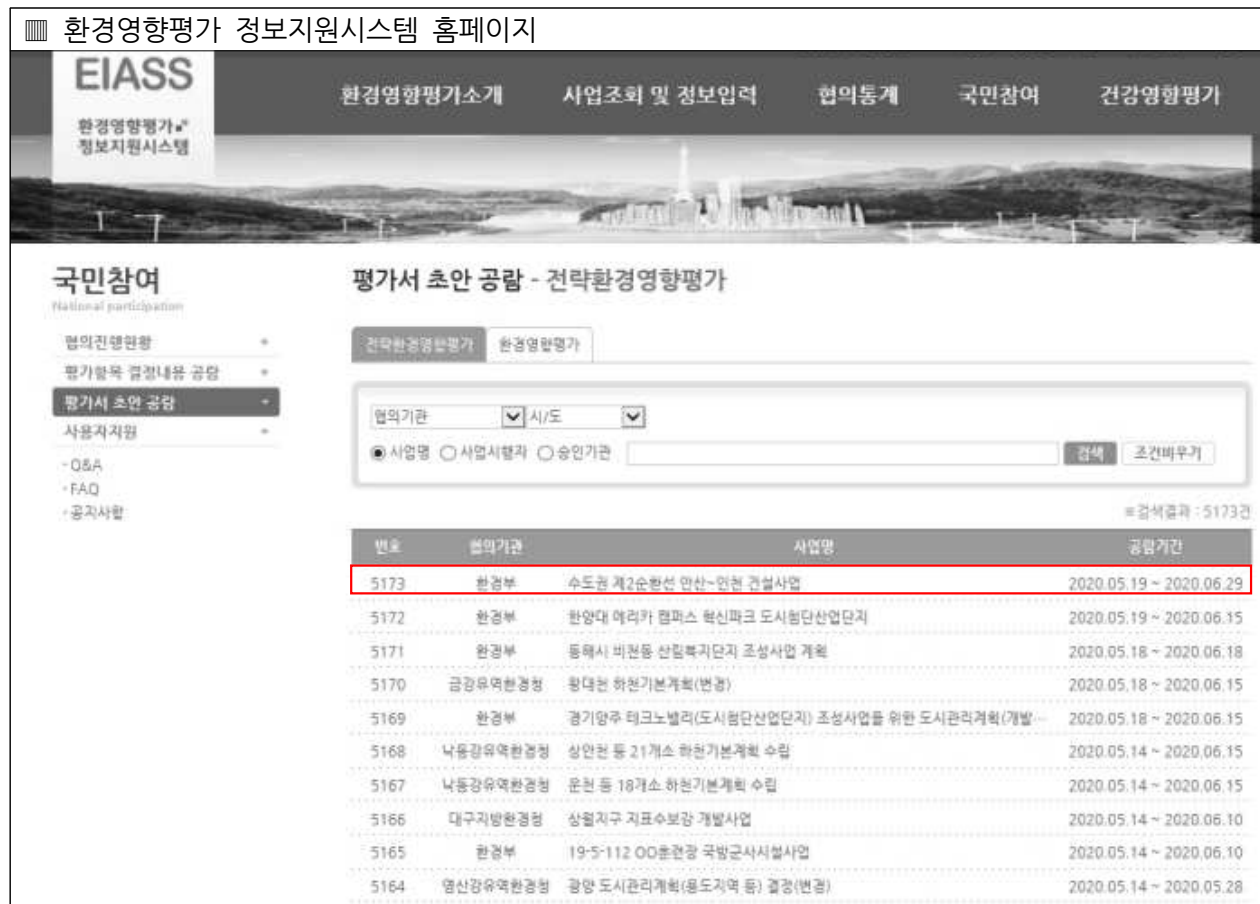 ▥ 환경영향평가 정보지원시스템 홈페이지
EIASS
환경영향평가
정보지원시스템
환경영향평가소개 사업조회 및 정보입력 협의통계 국민참여 건강영향평가
국민참여
National participation
협의진행현황
평가항목 결정내용 공람
평가서 초안 공람
사용자지원
- Q&A
- FAQ
- 공지사항
평가서 초안 공람 - 전략환경영향평가
전략환경영향평가 환경영향평가
협의기관 시/도
사업명 사업시행자 승인기관 검색 조건비우기
검색결과 : 5173건
번호 협의기관 사업명 공람기간
5173 환경부 수도권 제2순환선 안산~인천 건설사업 2020.05.19 ~ 2020.06.29
5172 환경부 한양대 에리카 캠퍼스 혁신파크 도시첨단산업단지 2020.05.19 ~ 2020.06.15
5171 환경부 동해시 비천동 산림복지단지 조성사업 계획 2020.05.18 ~ 2020.06.18
5170 금강유역환경청 왕대천 하천기본계획(변경) 2020.05.18 ~ 2020.06.15
5169 환경부 경기양주 테크노밸리(도시첨단산업단지) 조성사업을 위한 도시관리계획(개발… 2020.05.18 ~ 2020.06.15
5168 낙동강유역환경청 상안천 등 21개소 하천기본계획 수립 2020.05.14 ~ 2020.06.15
5167 낙동강유역환경청 운천 등 18개소 하천기본계획 수립 2020.05.14 ~ 2020.06.15
5166 대구지방환경청 상월지구 지표수보강 개발사업 2020.05.14 ~ 2020.06.10
5165 환경부 19-5-112 OO훈련장 국방군사시설사업 2020.05.14 ~ 2020.06.10
5164 영산강유역환경청 광양 도시관리계획(용도지역 등) 결정(변경) 2020.05.14 ~ 2020.05.28